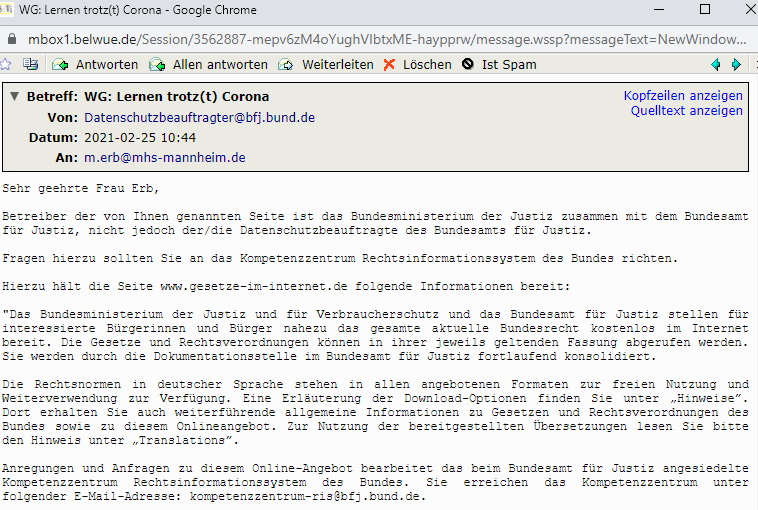 WG: Lernen trotz(t) Corona - Google Chrome
mbox1.belwue.de/Session/3562887-mepv6zM4oYughVIbtxME-haypprw/message.wssp?messageText=NewWindow...
Antworten Allen antworten Weiterleiten Löschen Ist Spam
Betreff: WG: Lernen trotz(t) Corona
Kopfzeilen anzeigen
Von: Datenschutzbeauftragter@bfj.bund.de
Quelltext anzeigen
Datum: 2021-02-25 10:44
An: m.erb@mhs-mannheim.de
Sehr geehrte Frau Erb,
Betreiber der von Ihnen genannten Seite ist das Bundesministerium der Justiz zusammen mit dem Bundesamt
für Justiz, nicht jedoch der/die Datenschutzbeauftragte des Bundesamts für Justiz.
Fragen hierzu sollten Sie an das Kompetenzzentrum Rechtsinformationssystem des Bundes richten.
Hierzu hält die Seite www.gesetze-im-internet.de folgende Informationen bereit:
"Das Bundesministerium der Justiz und für Verbraucherschutz und das Bundesamt für Justiz stellen für
interessierte Bürgerinnen und Bürger nahezu das gesamte aktuelle Bundesrecht kostenlos im Internet
bereit. Die Gesetze und Rechtsverordnungen können in ihrer jeweils geltenden Fassung abgerufen werden.
Sie werden durch die Dokumentationsstelle im Bundesamt für Justiz fortlaufend konsolidiert.
Die Rechtsnormen in deutscher Sprache stehen in allen angebotenen Formaten zur freien Nutzung und
Weiterverwendung zur Verfügung. Eine Erläuterung der Download-Optionen finden Sie unter „Hinweise”.
Dort erhalten Sie auch weiterführende allgemeine Informationen zu Gesetzen und Rechtsverordnungen des
Bundes sowie zu diesem Onlineangebot. Zur Nutzung der bereitgestellten Übersetzungen lesen Sie bitte
den Hinweis unter „Translations”.
Anregungen und Anfragen zu diesem Online-Angebot bearbeitet das beim Bundesamt für Justiz angesiedelte
Kompetenzzentrum Rechtsinformationssystem des Bundes. Sie erreichen das Kompetenzzentrum unter
folgender E-Mail-Adresse: kompetenzzentrum-ris@bfj.bund.de.